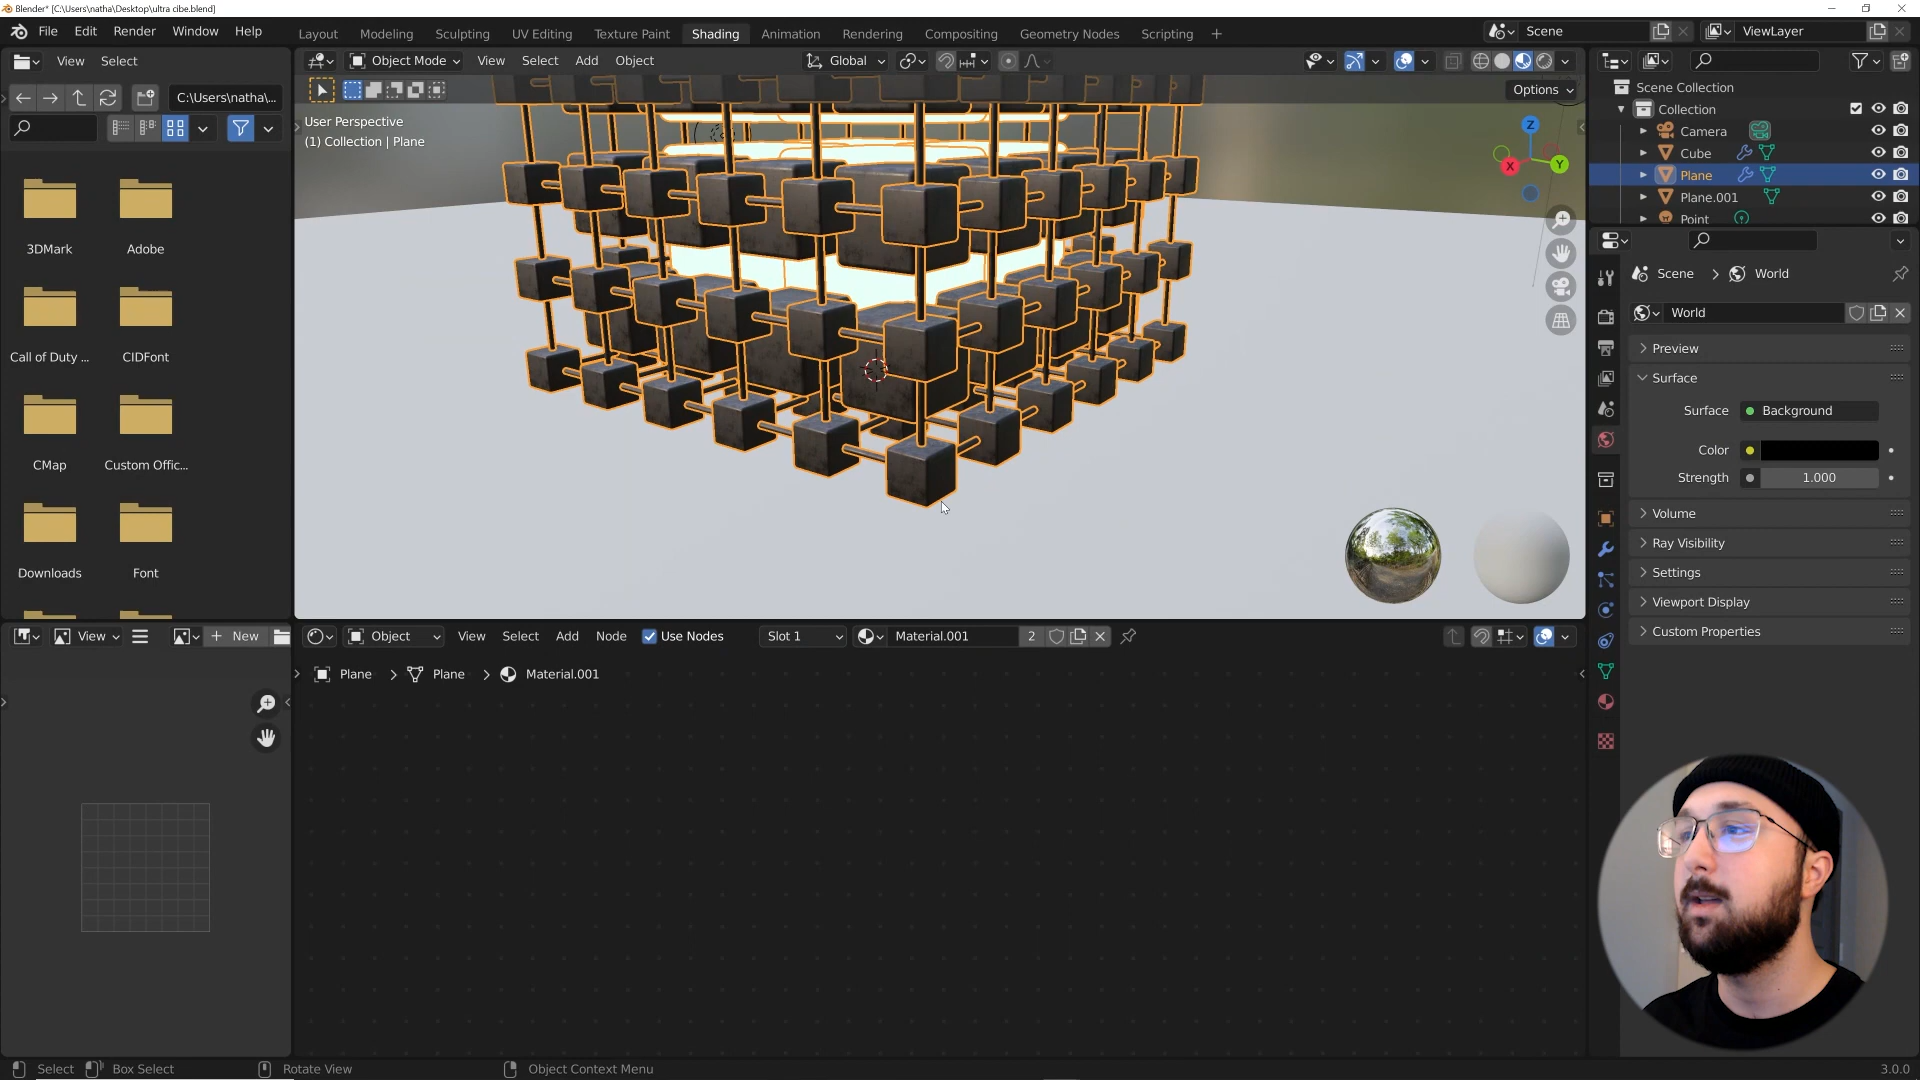 Blender* [C:\Users\natha\Desktop\ultra cibe.blend]
File Edit Render Window Help
Layout Modeling Sculpting UV Editing Texture Paint Shading Animation Rendering Compositing Geometry Nodes Scripting +
Scene ViewLayer
View Select
Object Mode View Select Add Object Global
C:\Users\natha\...
Options
User Perspective
(1) Collection | Plane
Z
X
Y
3DMark Adobe
Call of Duty ... CIDFont
CMap Custom Offic...
Downloads Font
Scene Collection
Collection
Camera
Cube
Plane
Plane.001
Point
Scene > World
World
Preview
Surface
Surface Background
Color
Strength 1.000
Volume
Ray Visibility
Settings
Viewport Display
Custom Properties
View + New
Object View Select Add Node Use Nodes Slot 1 Material.001 2
Plane > Plane > Material.001
Select Box Select Rotate View Object Context Menu 3.0.0